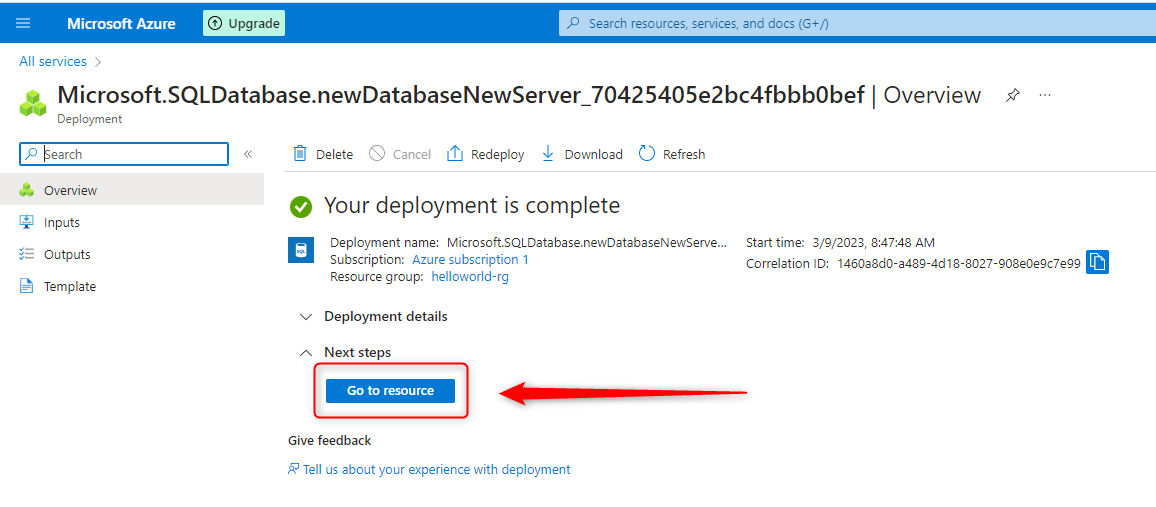 Microsoft Azure
Upgrade
Search resources, services, and docs (G+/)
All services
Microsoft.SQLDatabase.newDatabaseNewServer_70425405e2bc4fbbb0bef | Overview
Deployment
Search
Delete
Cancel
Redeploy
Download
Refresh
Overview
Inputs
Outputs
Template
Your deployment is complete
SQL
Deployment name: Microsoft.SQLDatabase.newDatabaseNewServe...
Subscription: Azure subscription 1
Resource group: helloworld-rg
Start time: 3/9/2023, 8:47:48 AM
Correlation ID: 1460a8d0-a489-4d18-8027-908e0e9c7e99
Deployment details
Next steps
Go to resource
Give feedback
Tell us about your experience with deployment